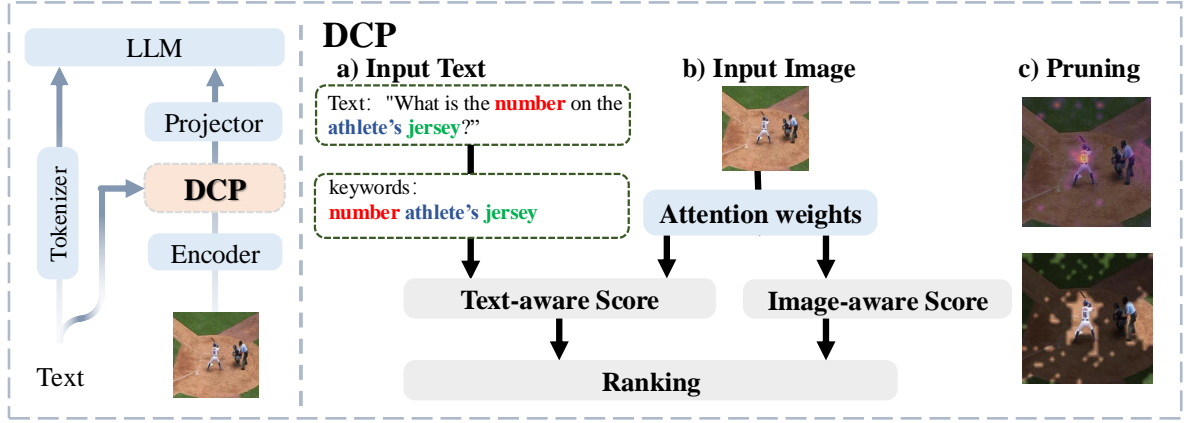 LLM
Projector
Tokenizer
DCP
Encoder
Text
DCP
a) Input Text
Text: "What is the number on the
athlete's jersey?"
keywords:
number athlete's jersey
b) Input Image
Attention weights
Text-aware Score
Image-aware Score
Ranking
c) Pruning